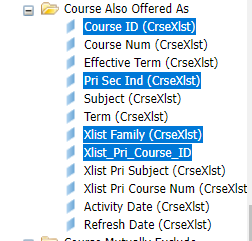 Course Also Offered As
Course ID (CrseXlst)
Course Num (CrseXlst)
Effective Term (CrseXlst)
Pri Sec Ind (CrseXlst)
Subject (CrseXlst)
Term (CrseXlst)
Xlist Family (CrseXlst)
Xlist_Pri_Course_ID
Xlist Pri Subject (CrseXlst)
Xlist Pri Course Num (CrseXlst)
Activity Date (CrseXlst)
Refresh Date (CrseXlst)
Course Mutually Exclude